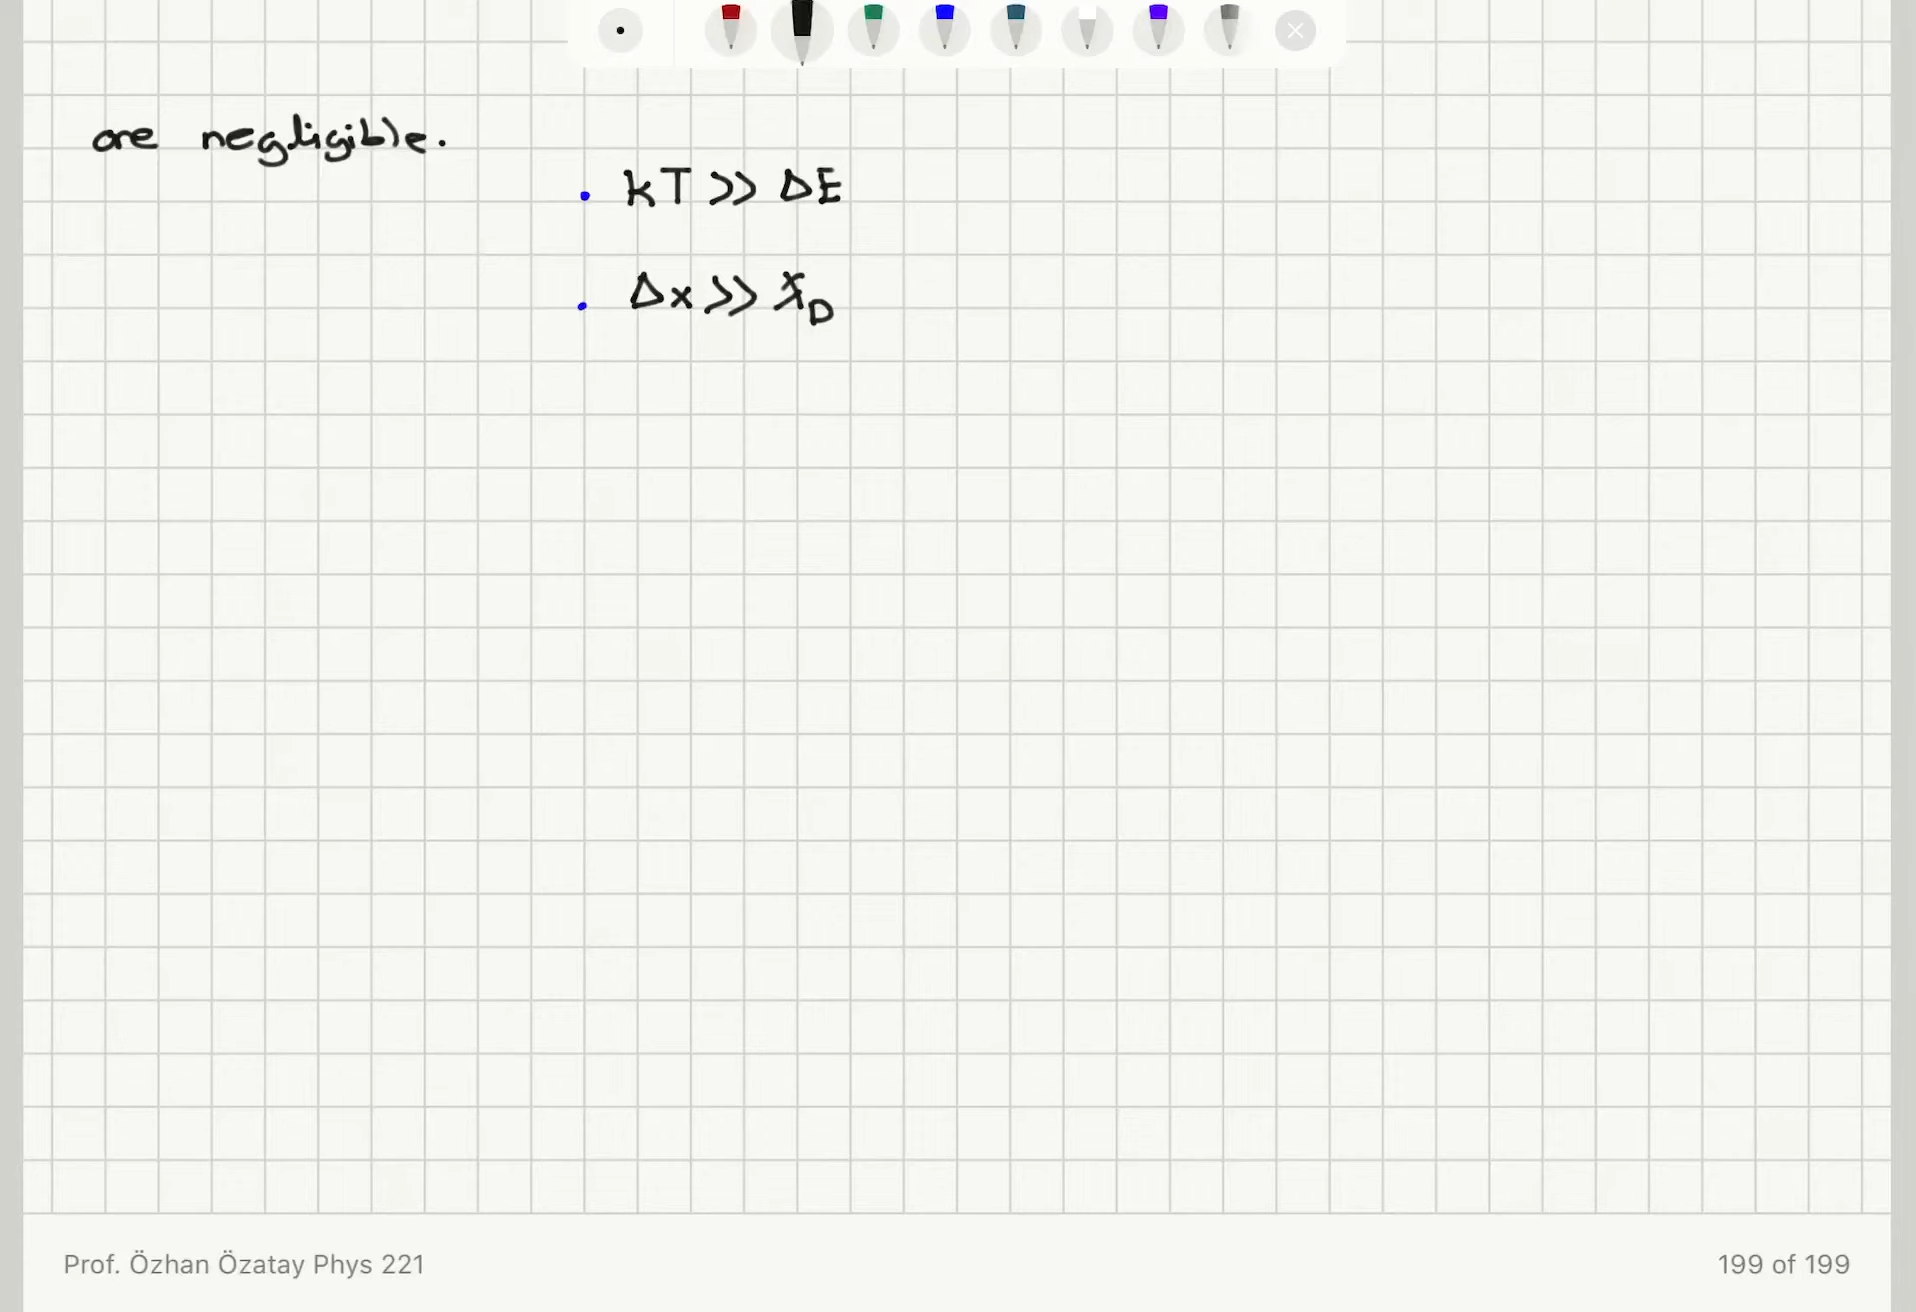 are negligible.
• kT >> ΔE
• Δx >> ƛ_D
Prof. Özhan Özatay Phys 221
199 of 199